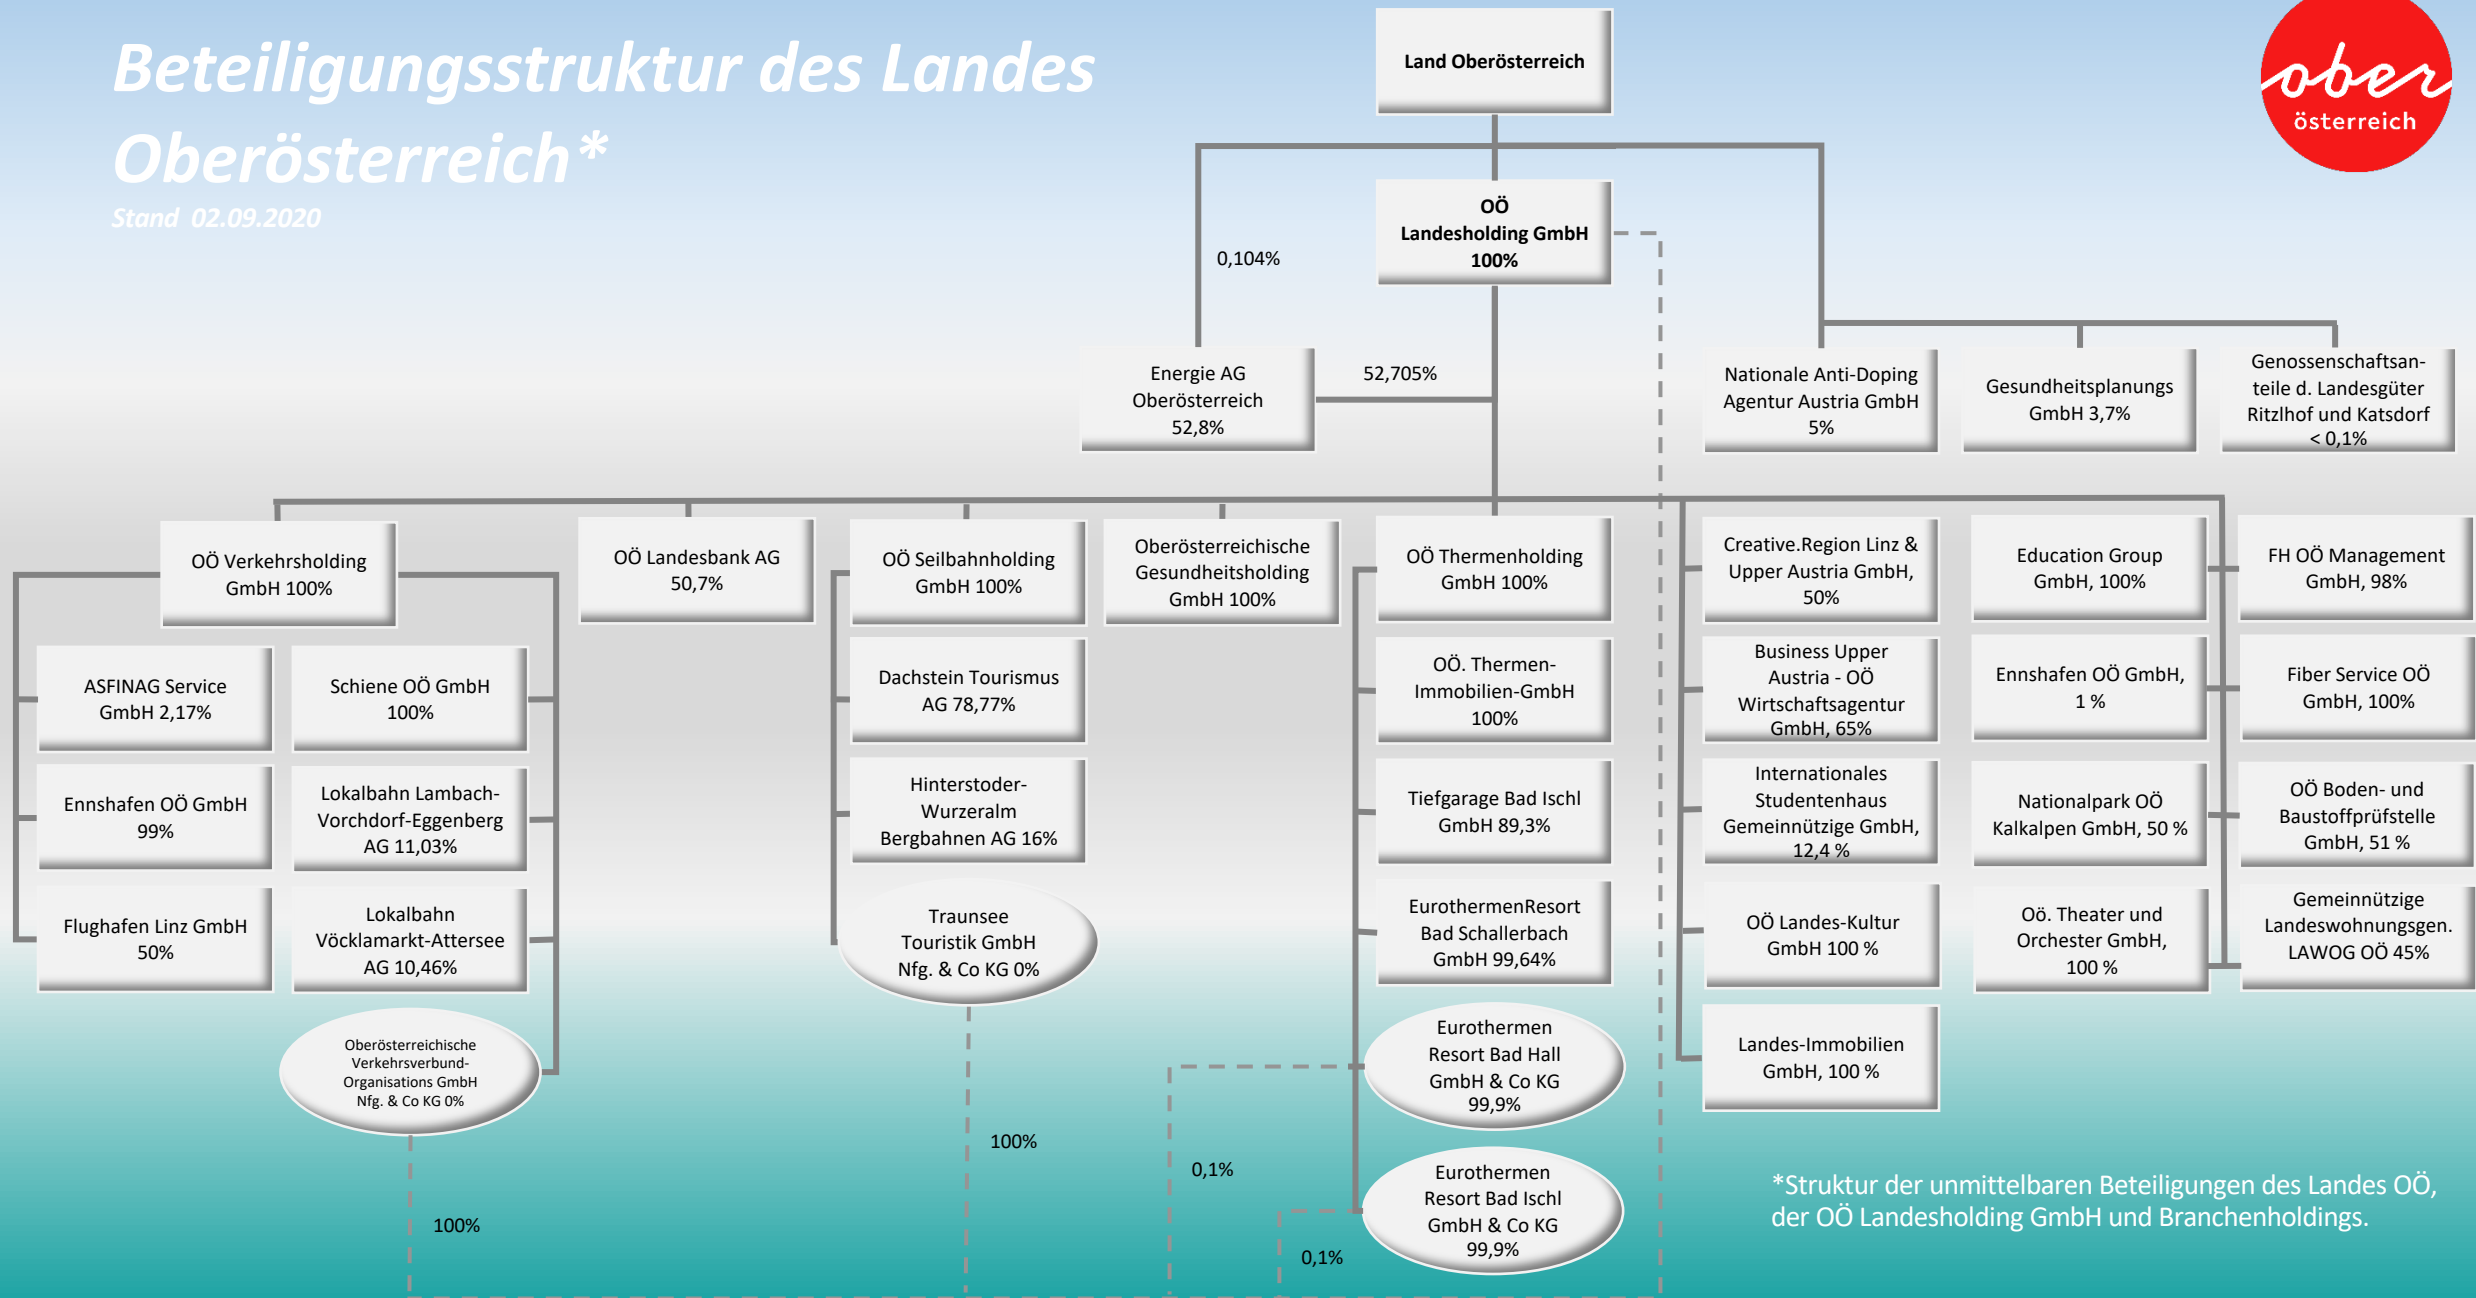 Beteiligungsstruktur des Landes
Oberösterreich*
Stand 02.09.2020
ober
österreich
Land Oberösterreich
OÖ
Landesholding GmbH
100%
0,104%
Energie AG
Oberösterreich
52,8%
52,705%
Nationale Anti-Doping
Agentur Austria GmbH
5%
Gesundheitsplanungs
GmbH 3,7%
Genossenschaftsan-
teile d. Landesgüter
Ritzlhof und Katsdorf
< 0,1%
OÖ Verkehrsholding
GmbH 100%
OÖ Landesbank AG
50,7%
OÖ Seilbahnholding
GmbH 100%
Oberösterreichische
Gesundheitsholding
GmbH 100%
OÖ Thermenholding
GmbH 100%
Creative.Region Linz &
Upper Austria GmbH,
50%
Education Group
GmbH, 100%
FH OÖ Management
GmbH, 98%
ASFINAG Service
GmbH 2,17%
Schiene OÖ GmbH
100%
Dachstein Tourismus
AG 78,77%
OÖ. Thermen-
Immobilien-GmbH
100%
Business Upper
Austria - OÖ
Wirtschaftsagentur
GmbH, 65%
Ennshafen OÖ GmbH,
1 %
Fiber Service OÖ
GmbH, 100%
Ennshafen OÖ GmbH
99%
Lokalbahn Lambach-
Vorchdorf-Eggenberg
AG 11,03%
Hinterstoder-
Wurzeralm
Bergbahnen AG 16%
Tiefgarage Bad Ischl
GmbH 89,3%
Internationales
Studentenhaus
Gemeinnützige GmbH,
12,4 %
Nationalpark OÖ
Kalkalpen GmbH, 50 %
OÖ Boden- und
Baustoffprüfstelle
GmbH, 51 %
Flughafen Linz GmbH
50%
Lokalbahn
Vöcklamarkt-Attersee
AG 10,46%
Traunsee
Touristik GmbH
Nfg. & Co KG 0%
EurothermenResort
Bad Schallerbach
GmbH 99,64%
OÖ Landes-Kultur
GmbH 100 %
Oö. Theater und
Orchester GmbH,
100 %
Gemeinnützige
Landeswohnungsgen.
LAWOG OÖ 45%
Oberösterreichische
Verkehrsverbund-
Organisations GmbH
Nfg. & Co KG 0%
Eurothermen
Resort Bad Hall
GmbH & Co KG
99,9%
Landes-Immobilien
GmbH, 100 %
100%
0,1%
Eurothermen
Resort Bad Ischl
GmbH & Co KG
99,9%
100%
0,1%
*Struktur der unmittelbaren Beteiligungen des Landes OÖ,
der OÖ Landesholding GmbH und Branchenholdings.